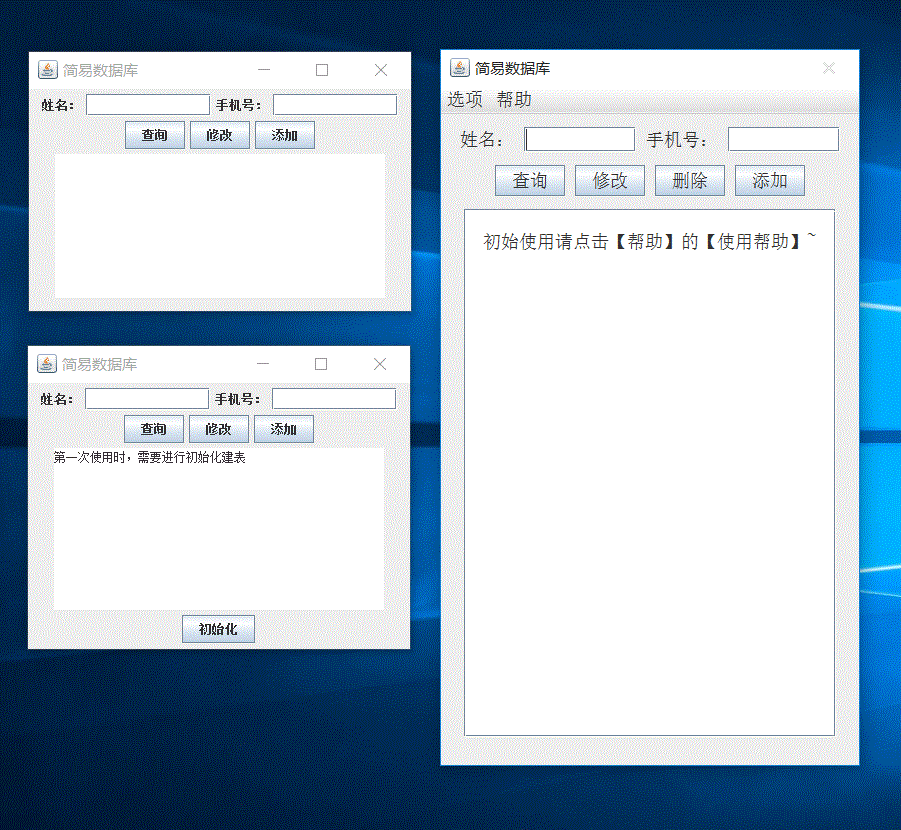 简易数据库
姓名： 手机号：
查询 修改 添加
简易数据库
姓名： 手机号：
查询 修改 添加
第一次使用时，需要进行初始化建表
初始化
简易数据库
选项 帮助
姓名： 手机号：
查询 修改 删除 添加
初始使用请点击【帮助】的【使用帮助】~